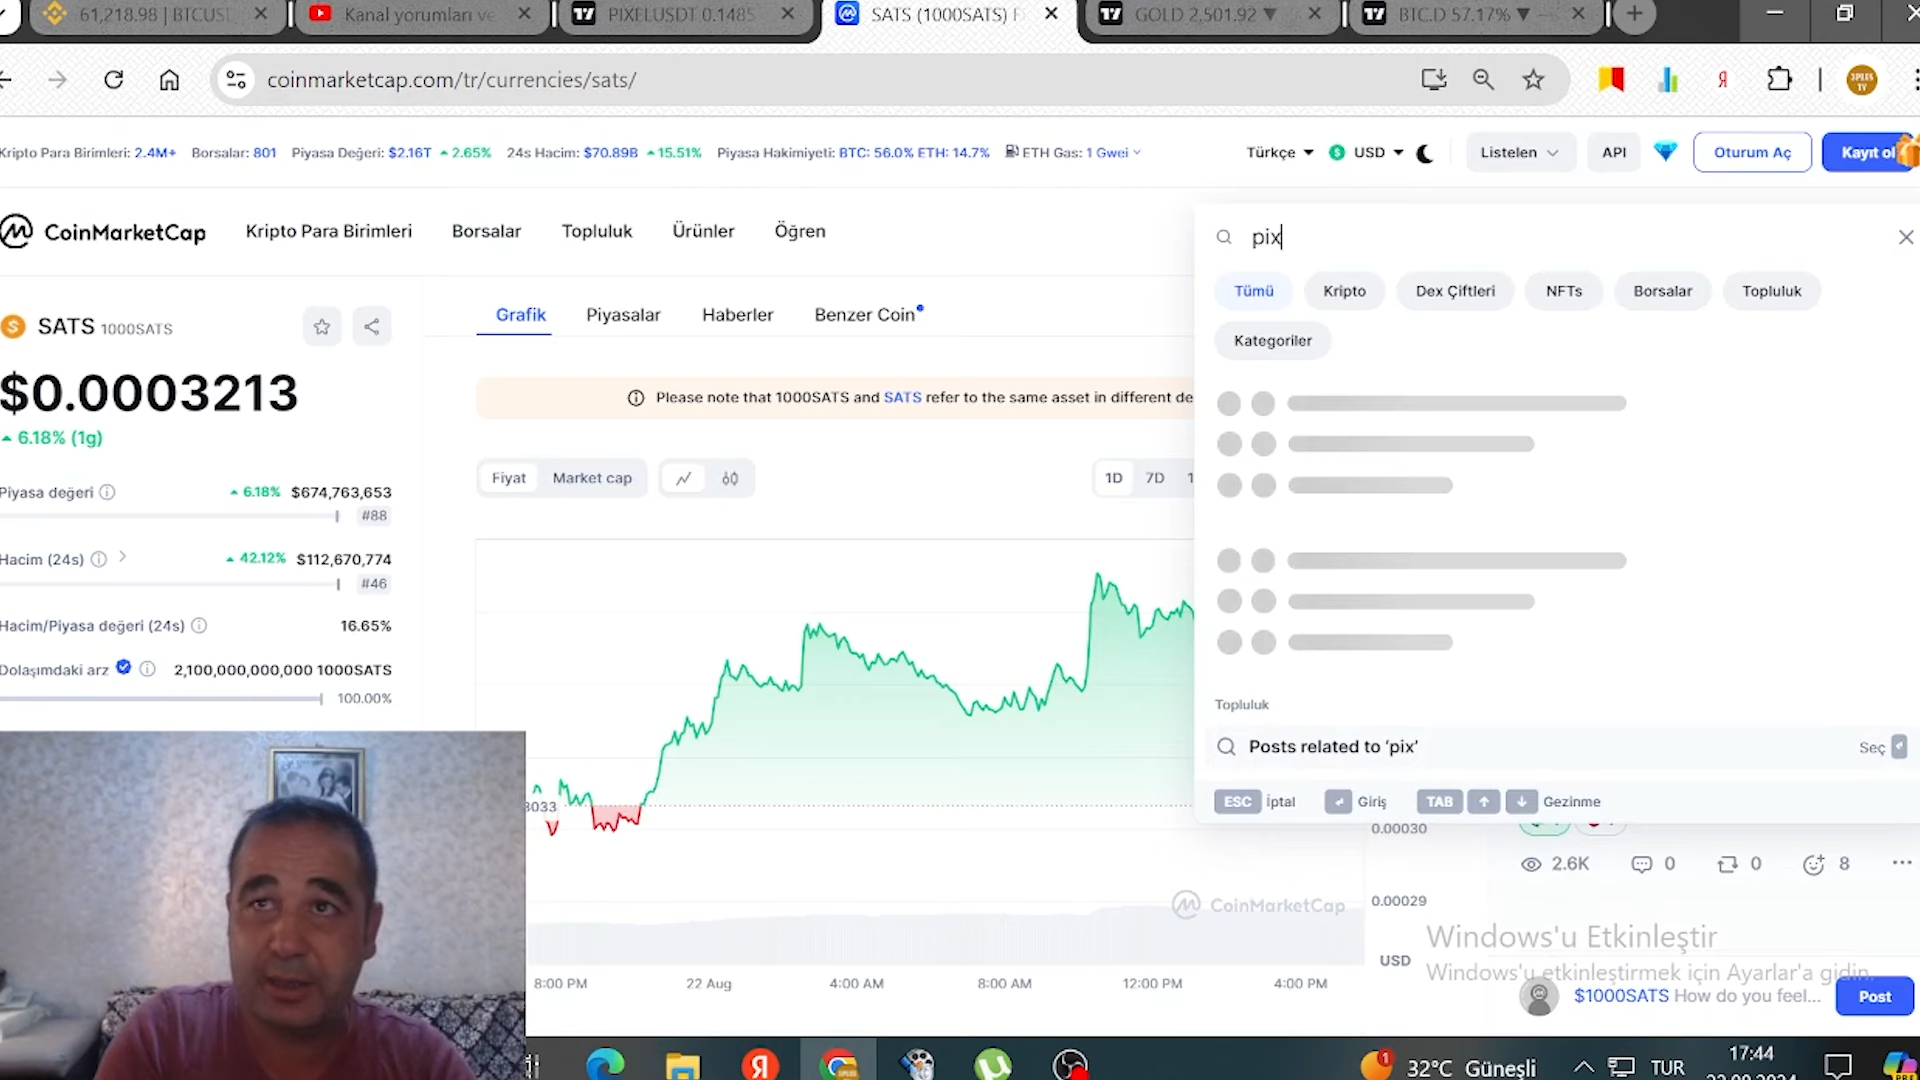 61,218.98 | BTCUSD
Kanal yorumları ve
PIXELUSDT 0.1485
SATS (1000SATS) F
GOLD 2,501.92 ▼
BTC.D 57.17% ▼ —
coinmarketcap.com/tr/currencies/sats/
3PLUS TV
Kripto Para Birimleri: 2.4M+ Borsalar: 801 Piyasa Değeri: $2.16T 2.65% 24s Hacim: $70.89B 15.51% Piyasa Hakimiyeti: BTC: 56.0% ETH: 14.7% ETH Gas: 1 Gwei
Türkçe USD Listelen API Oturum Aç Kayıt ol
CoinMarketCap Kripto Para Birimleri Borsalar Topluluk Ürünler Öğren
pix
Tümü Kripto Dex Çiftleri NFTs Borsalar Topluluk
Kategoriler
SATS 1000SATS
$0.0003213
6.18% (1g)
Piyasa değeri 6.18% $674,763,653
#88
Hacim (24s) 42.12% $112,670,774
#46
Hacim/Piyasa değeri (24s) 16.65%
Dolaşımdaki arz 2,100,000,000,000 1000SATS
100.00%
Grafik Piyasalar Haberler Benzer Coin
Please note that 1000SATS and SATS refer to the same asset in different de
Fiyat Market cap
1D 7D 1
Topluluk
Posts related to 'pix' Seç
ESC İptal Giriş TAB Gezinme
3033
0.00030
0.00029
USD
CoinMarketCap
8:00 PM 22 Aug 4:00 AM 8:00 AM 12:00 PM 4:00 PM
2.6K 0 0 8
Windows'u Etkinleştir
Windows'u etkinleştirmek için Ayarlar'a gidin.
$1000SATS How do you feel... Post
1 32°C Güneşli TUR 17:44